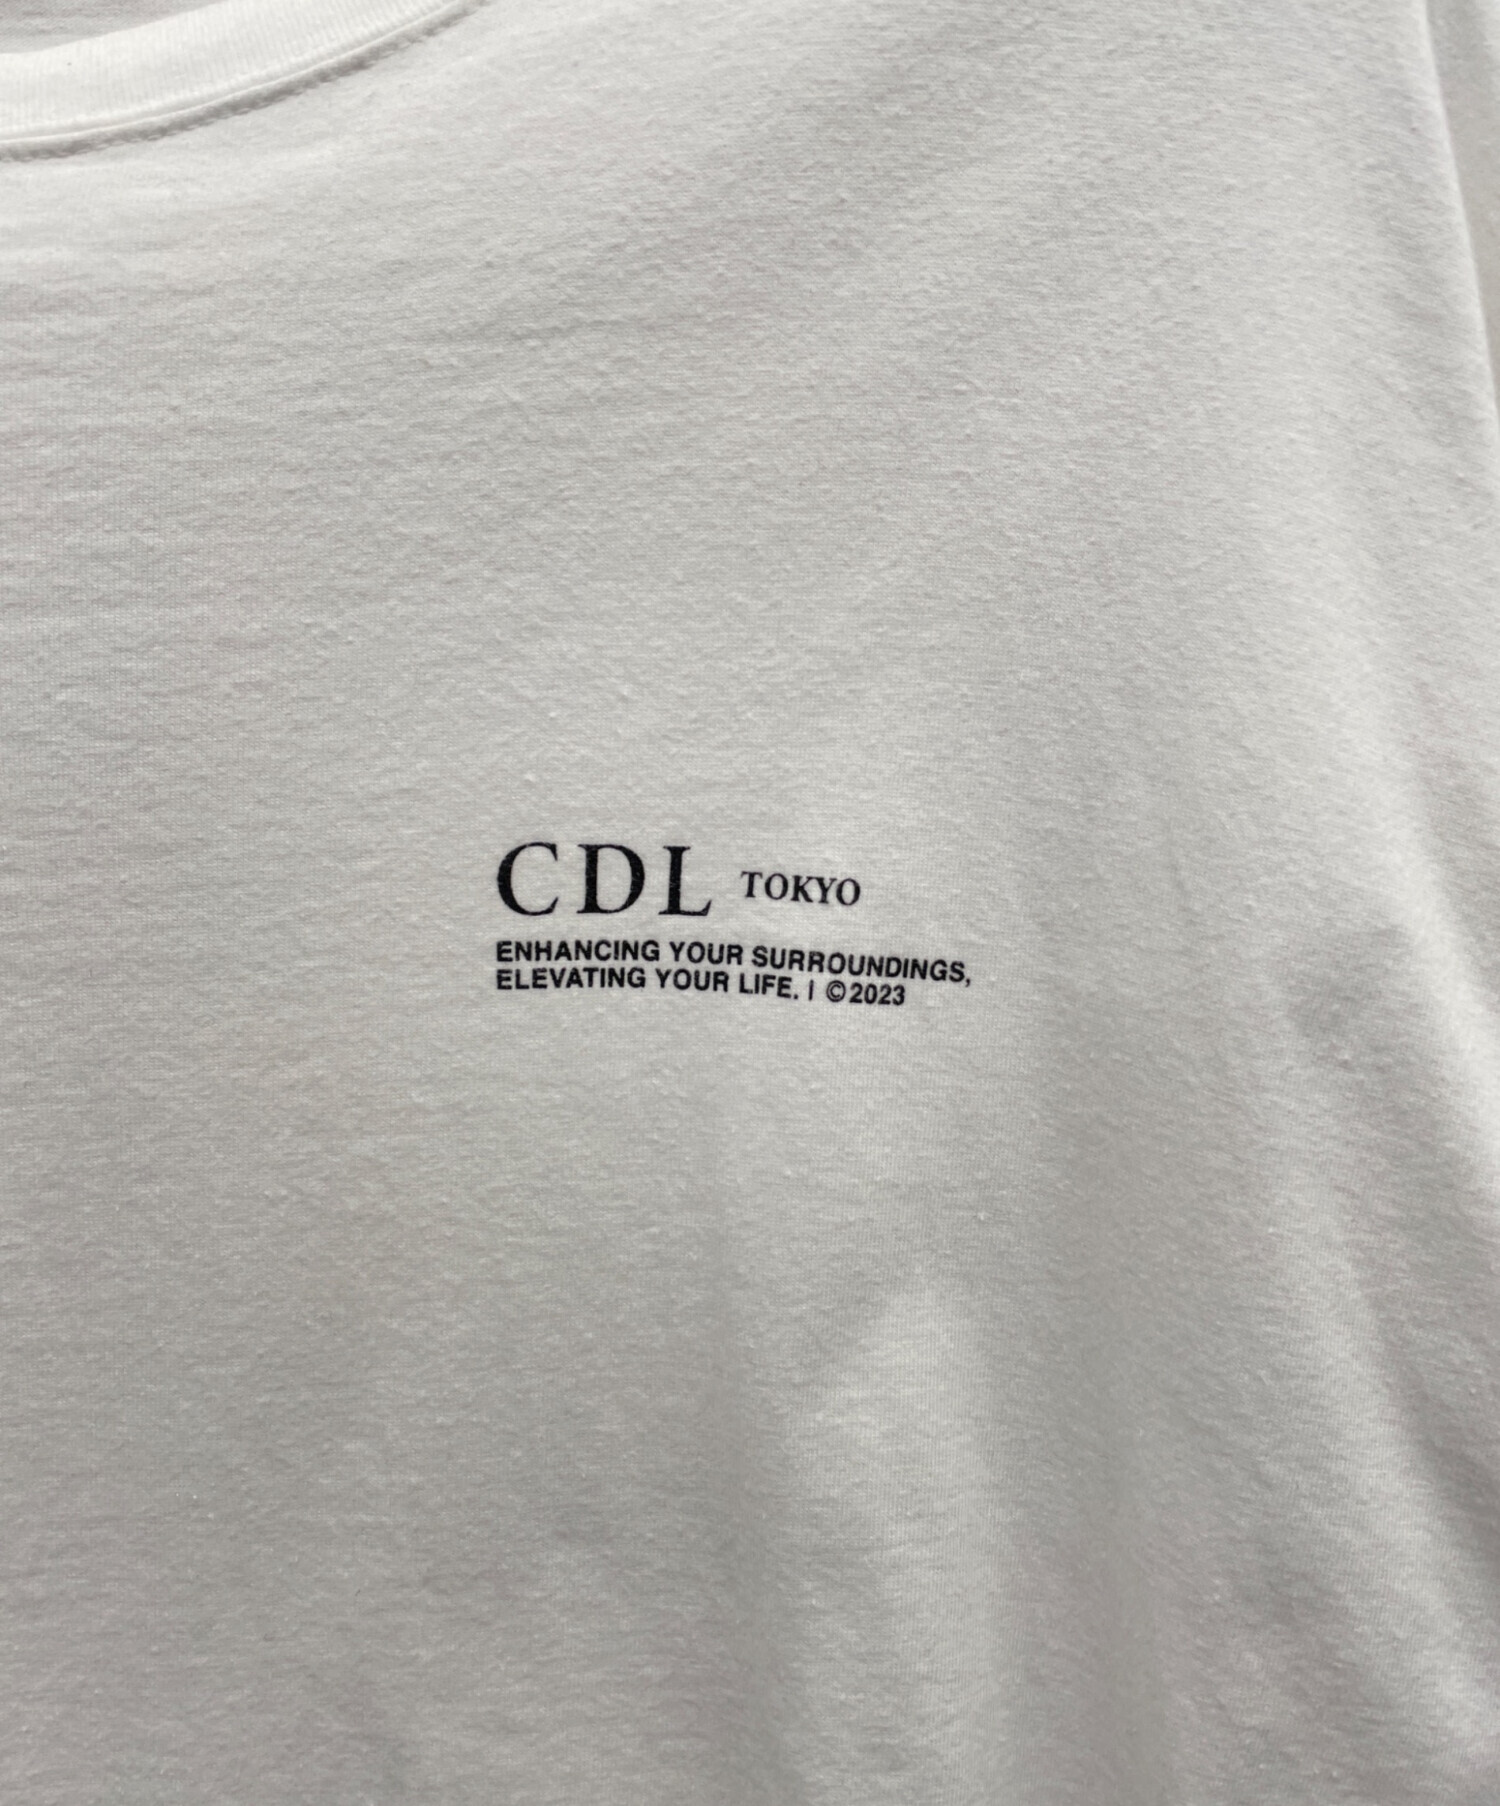 CDL TOKYO
ENHANCING YOUR SURROUNDINGS,
ELEVATING YOUR LIFE. | ©2023